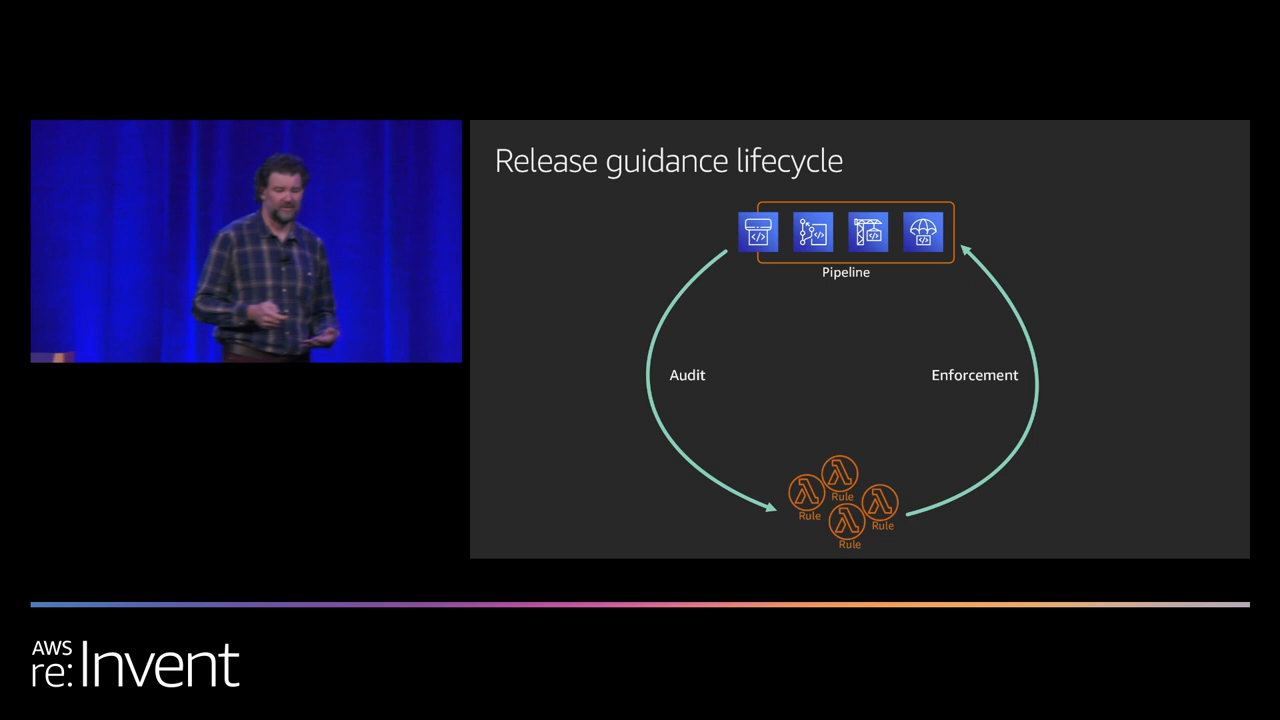 Release guidance lifecycle
Pipeline
Audit
Enforcement
Rule
Rule
Rule
Rule
AWS
re:Invent